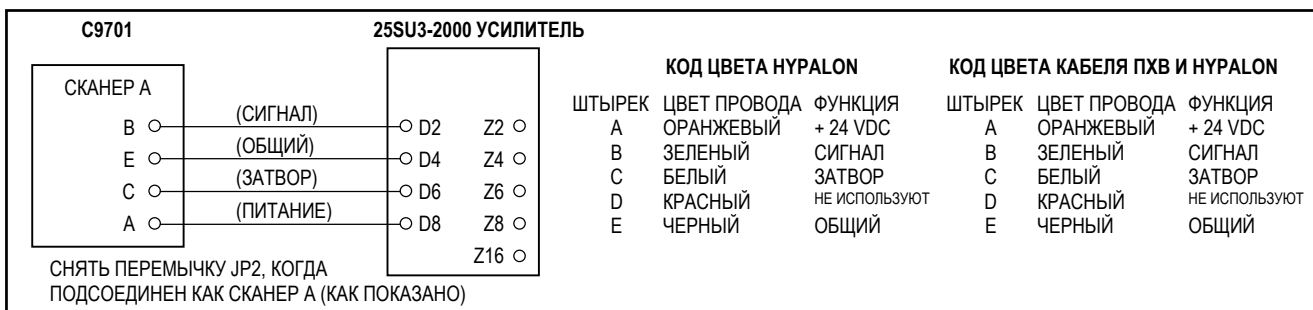 C9701 25SU3-2000 УСИЛИТЕЛЬ
СКАНЕР А
B (СИГНАЛ) D2 Z2
E (ОБЩИЙ) D4 Z4
C (ЗАТВОР) D6 Z6
A (ПИТАНИЕ) D8 Z8
Z16
СНЯТЬ ПЕРЕМЫЧКУ JP2, КОГДА
ПОДСОЕДИНЕН КАК СКАНЕР А (КАК ПОКАЗАНО)
КОД ЦВЕТА HYPALON
ШТЫРЕК ЦВЕТ ПРОВОДА ФУНКЦИЯ
A ОРАНЖЕВЫЙ + 24 VDC
B ЗЕЛЕНЫЙ СИГНАЛ
C БЕЛЫЙ ЗАТВОР
D КРАСНЫЙ НЕ ИСПОЛЬЗУЮТ
E ЧЕРНЫЙ ОБЩИЙ
КОД ЦВЕТА КАБЕЛЯ ПХВ И HYPALON
ШТЫРЕК ЦВЕТ ПРОВОДА ФУНКЦИЯ
A ОРАНЖЕВЫЙ + 24 VDC
B ЗЕЛЕНЫЙ СИГНАЛ
C БЕЛЫЙ ЗАТВОР
D КРАСНЫЙ НЕ ИСПОЛЬЗУЮТ
E ЧЕРНЫЙ ОБЩИЙ